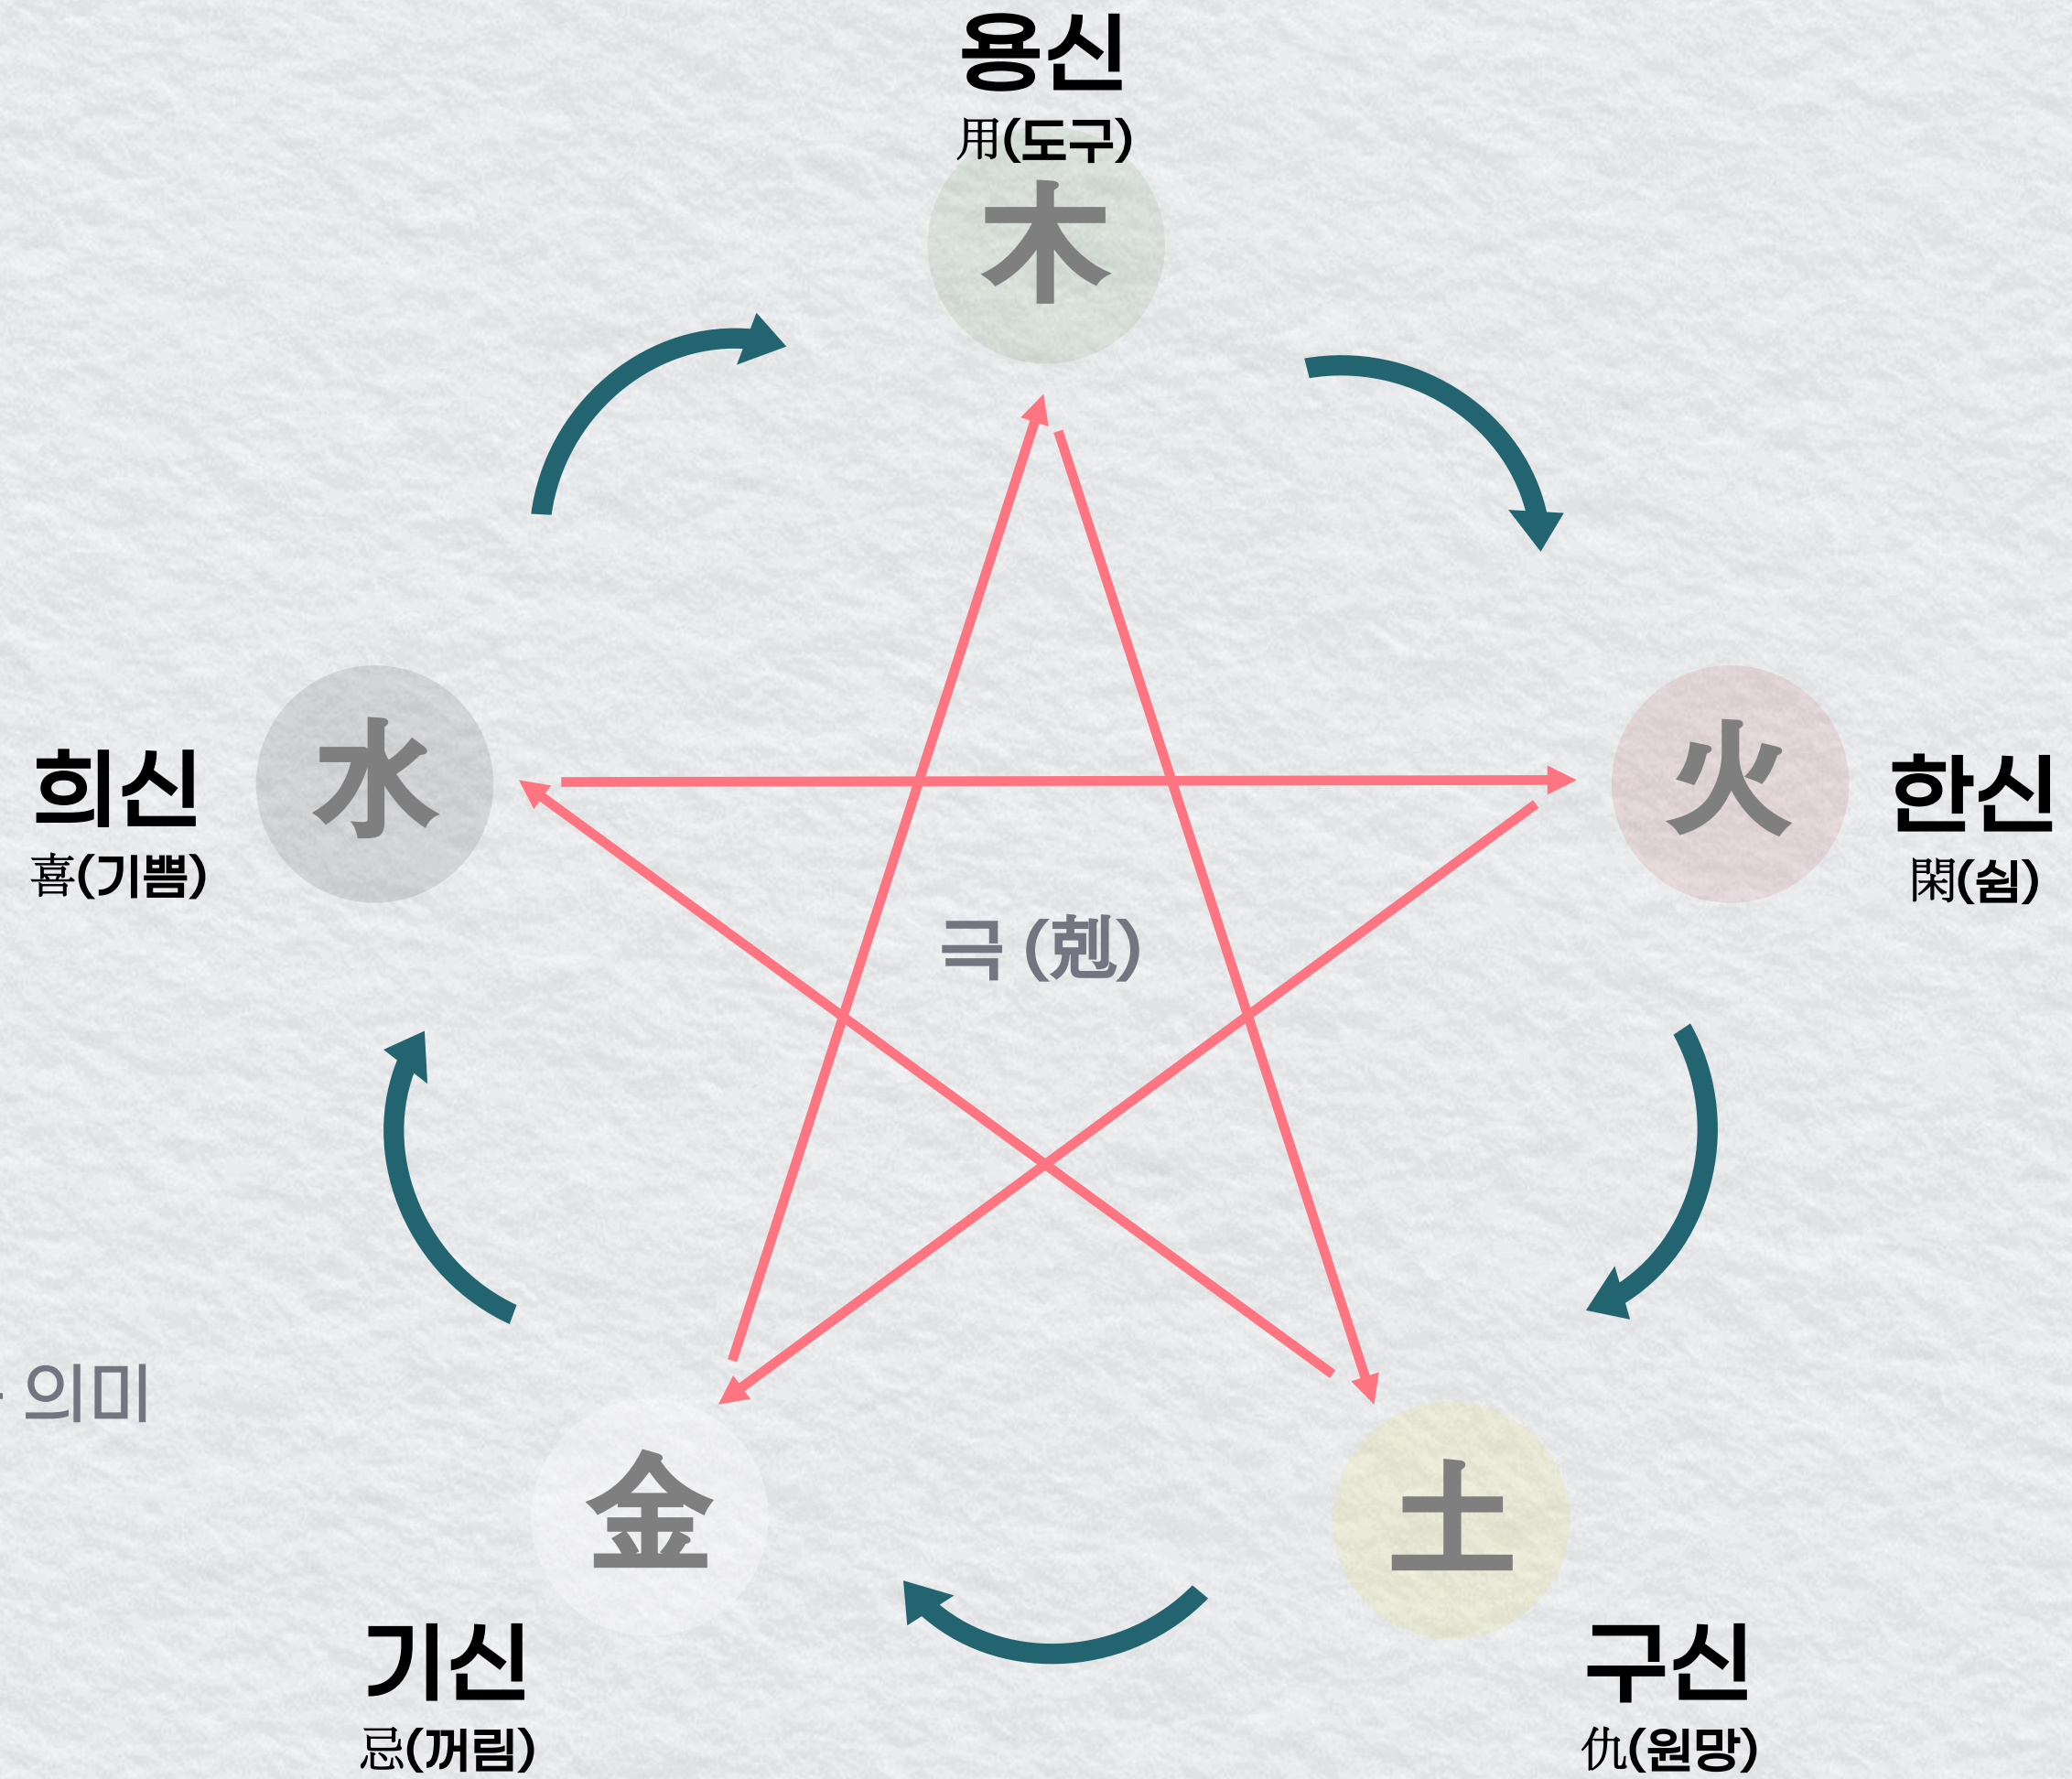 용신
用(도구)
木
水
火
희신
喜(기쁨)
한신
閑(쉼)
극 (剋)
의미
金
土
기신
忌(꺼림)
구신
仇(원망)